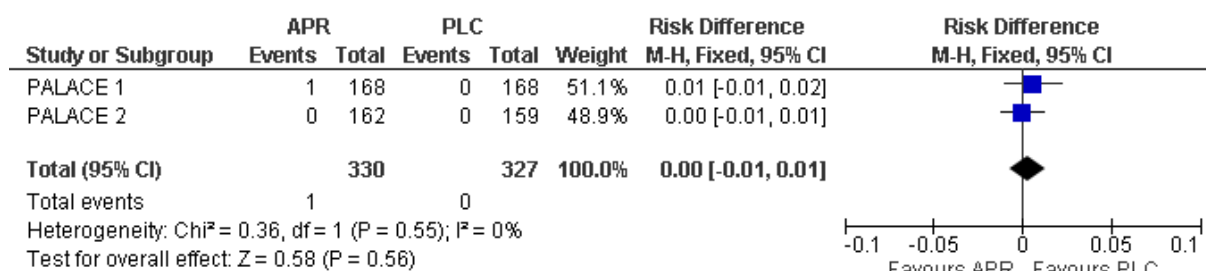 APR PLC Risk Difference Risk Difference
Study or Subgroup Events Total Events Total Weight M-H, Fixed, 95% CI M-H, Fixed, 95% CI
PALACE 1 1 168 0 168 51.1% 0.01 [-0.01, 0.02]
PALACE 2 0 162 0 159 48.9% 0.00 [-0.01, 0.01]
Total (95% CI) 330 327 100.0% 0.00 [-0.01, 0.01]
Total events 1 0
Heterogeneity: Chi² = 0.36, df = 1 (P = 0.55); I² = 0%
Test for overall effect: Z = 0.58 (P = 0.56)
-0.1 -0.05 0 0.05 0.1
Favours APR Favours PLC